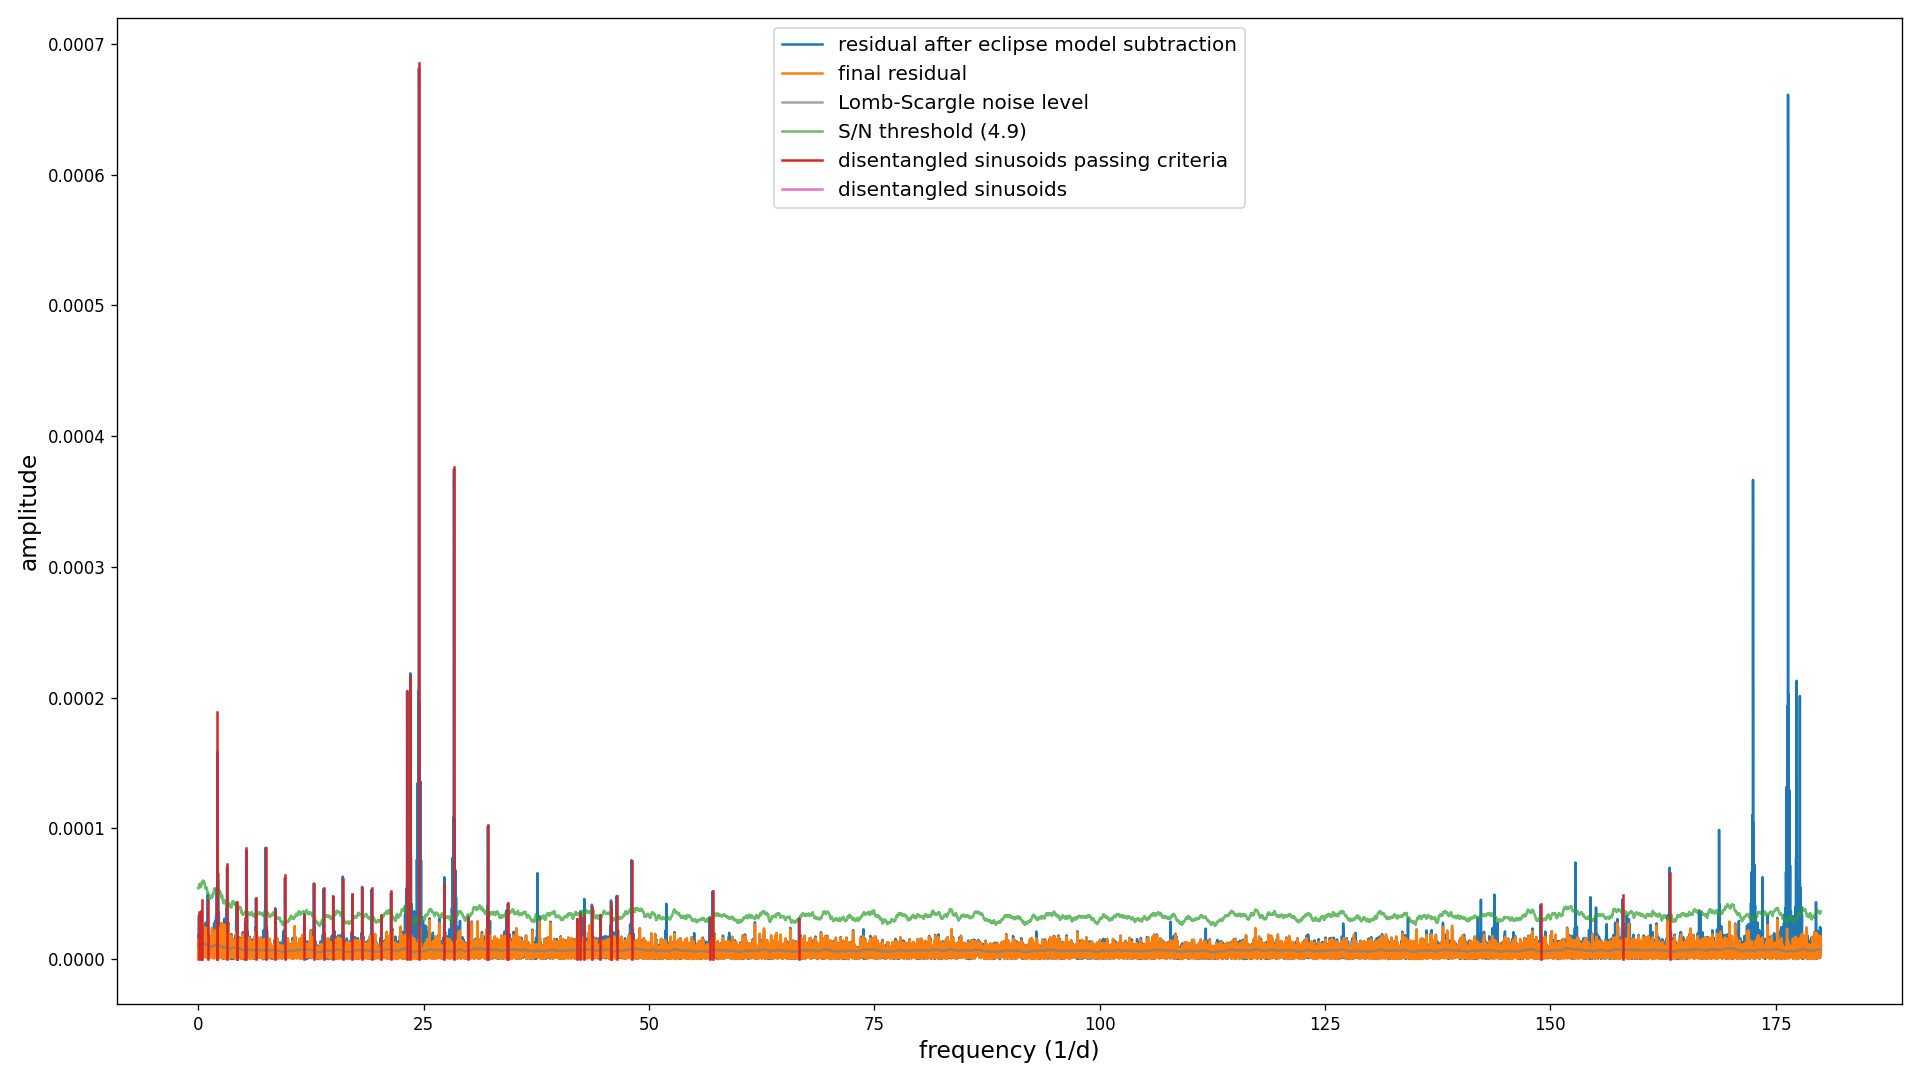 residual after eclipse model subtraction
final residual
Lomb-Scargle noise level
S/N threshold (4.9)
disentangled sinusoids passing criteria
disentangled sinusoids
0.0007
0.0006
0.0005
0.0004
0.0003
0.0002
0.0001
0.0000
amplitude
0 25 50 75 100 125 150 175
frequency (1/d)